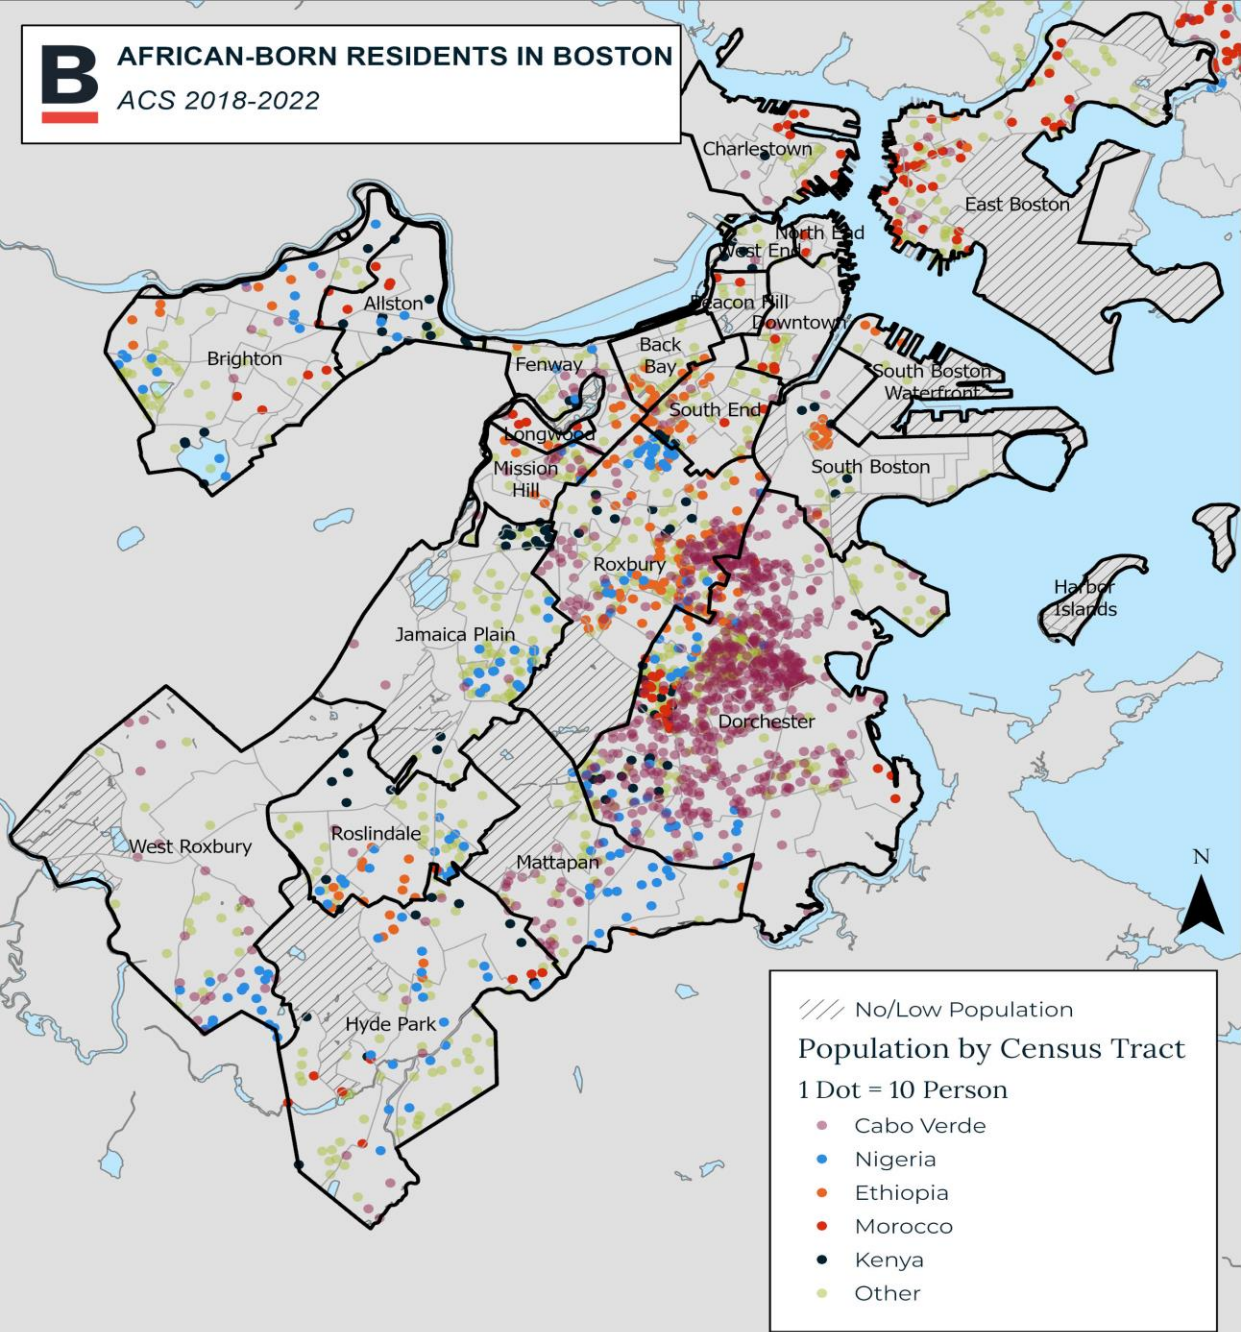 B
AFRICAN-BORN RESIDENTS IN BOSTON
ACS 2018-2022
Charlestown
East Boston
North End
West End
Beacon Hill
Downtown
Allston
Brighton
Fenway
Back
Bay
South End
South Boston
Waterfront
Longwood
Mission
Hill
South Boston
Roxbury
Harbor
Islands
Jamaica Plain
Dorchester
Roslindale
West Roxbury
Mattapan
Hyde Park
N
No/Low Population
Population by Census Tract
1 Dot = 10 Person
Cabo Verde
Nigeria
Ethiopia
Morocco
Kenya
Other